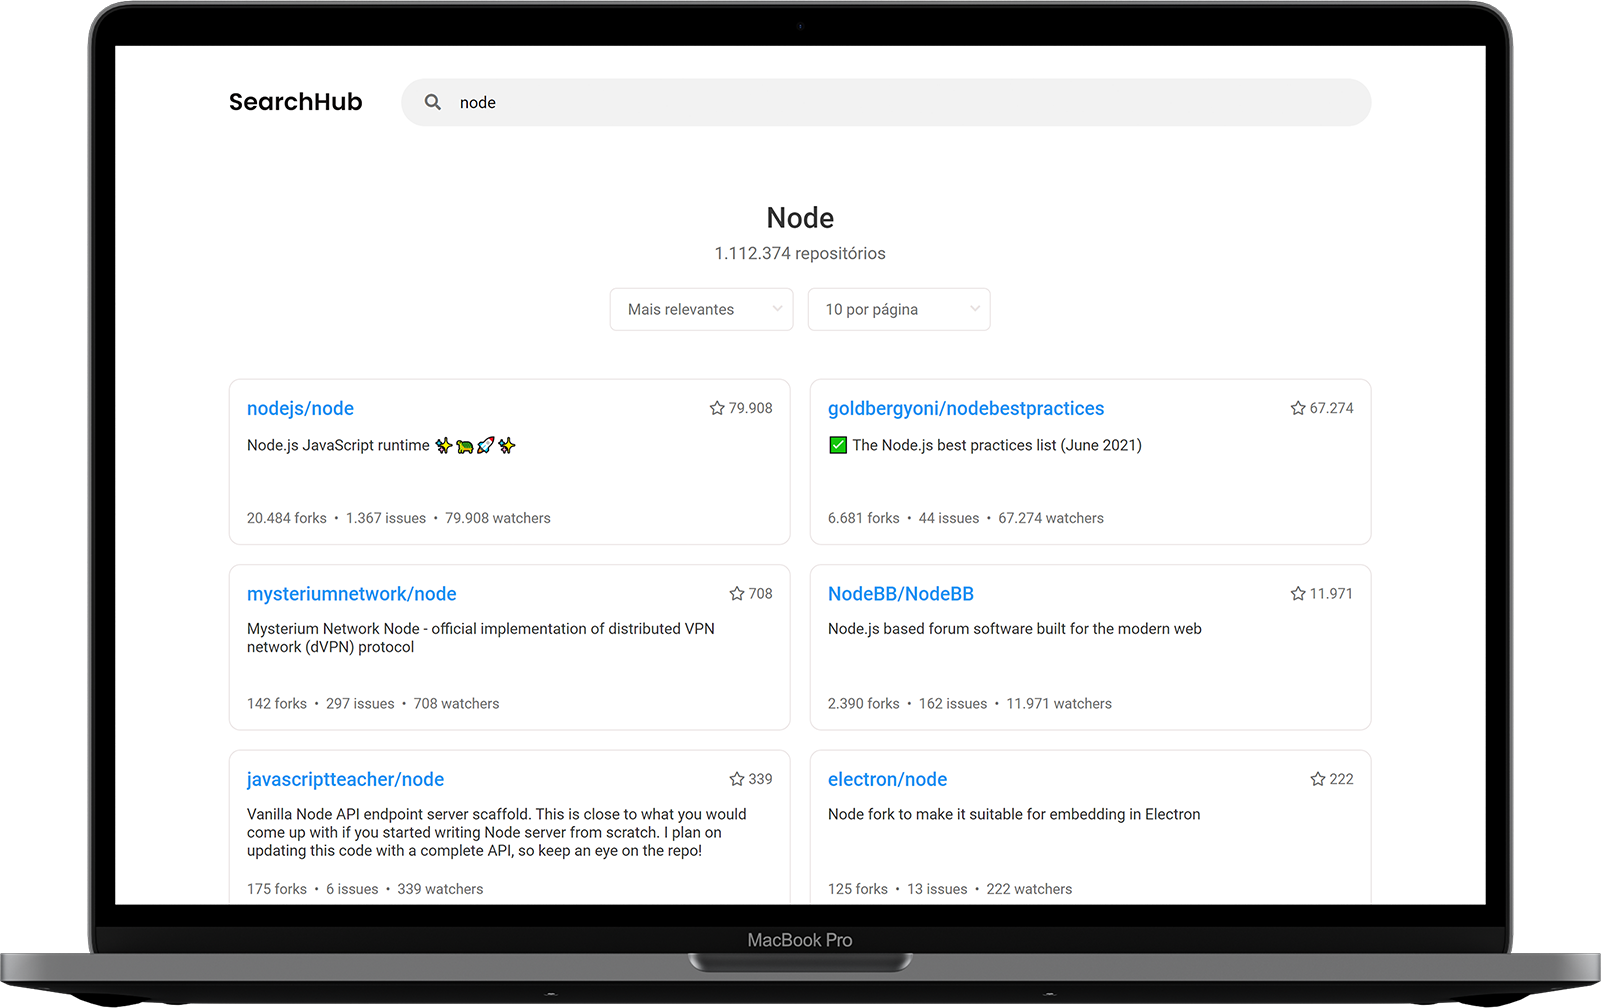 SearchHub
node
Node
1.112.374 repositórios
Mais relevantes
10 por página
nodejs/node
79.908
Node.js JavaScript runtime ✨🐢🚀✨
20.484 forks • 1.367 issues • 79.908 watchers
goldbergyoni/nodebestpractices
67.274
✅ The Node.js best practices list (June 2021)
6.681 forks • 44 issues • 67.274 watchers
mysteriumnetwork/node
708
Mysterium Network Node - official implementation of distributed VPN
network (dVPN) protocol
142 forks • 297 issues • 708 watchers
NodeBB/NodeBB
11.971
Node.js based forum software built for the modern web
2.390 forks • 162 issues • 11.971 watchers
javascriptteacher/node
339
Vanilla Node API endpoint server scaffold. This is close to what you would
come up with if you started writing Node server from scratch. I plan on
updating this code with a complete API, so keep an eye on the repo!
175 forks • 6 issues • 339 watchers
electron/node
222
Node fork to make it suitable for embedding in Electron
125 forks • 13 issues • 222 watchers
MacBook Pro